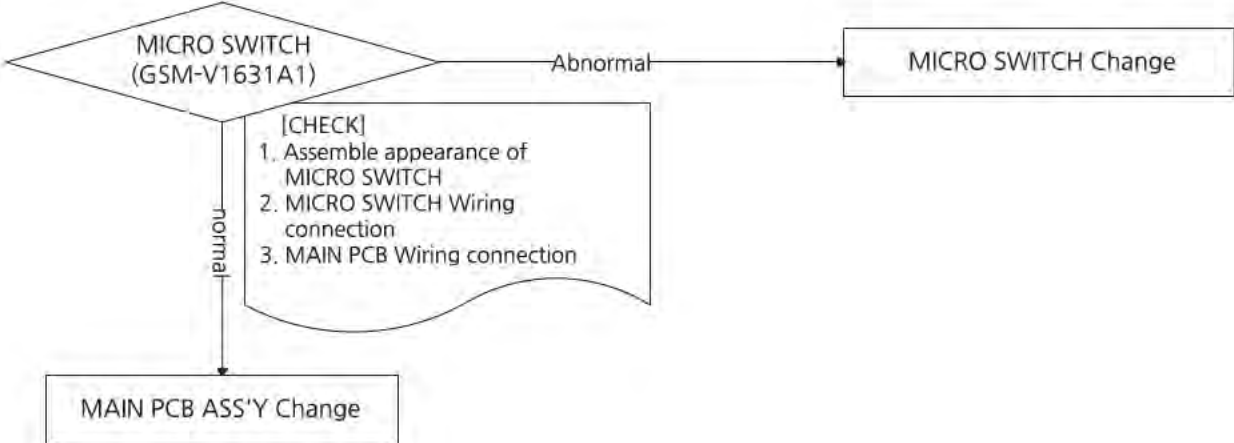 MICRO SWITCH
(GSM-V1631A1)
Abnormal
MICRO SWITCH Change
[CHECK]
1. Assemble appearance of
MICRO SWITCH
2. MICRO SWITCH Wiring
connection
3. MAIN PCB Wiring connection
normal
MAIN PCB ASS'Y Change